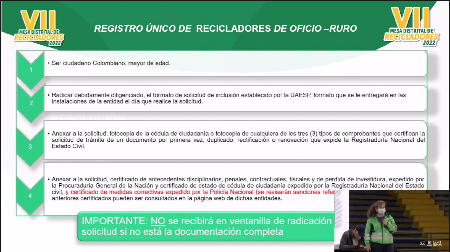 VII
MESA DISTRITAL DE
RECICLADORES
2022
REGISTRO ÚNICO DE RECICLADORES DE OFICIO –RURO
VII
MESA DISTRITAL DE
RECICLADORES
2022
1
• Ser ciudadano Colombiano, mayor de edad.
2
• Radicar debidamente diligenciado, el formato de solicitud de inclusión establecido por la UAESP, formato que se le entregará en las
instalaciones de la entidad el día que realice la solicitud.
3
• Anexar a la solicitud, fotocopia de la cédula de ciudadanía o fotocopia de cualquiera de los tres (3) tipos de comprobantes que certifican la
solicitud de trámite de un documento por primera vez, duplicado, rectificación o renovación que expide la Registraduría Nacional del
Estado Civil.
4
• Anexar a la solicitud, certificado de antecedentes disciplinarios, penales, contractuales, fiscales y de perdida de investidura, expedido por
la Procuraduría General de la Nación y certificado de estado de cédula de ciudadanía expedido por la Registraduría Nacional del Estado
civil, y certificado de medidas correctivas expedido por la Policía Nacional (se revisarán sanciones
anteriores certificados pueden ser consultados en la página web de dichas entidades.
IMPORTANTE: NO se recibirá en ventanilla de radicación
solicitud si no está la documentación completa